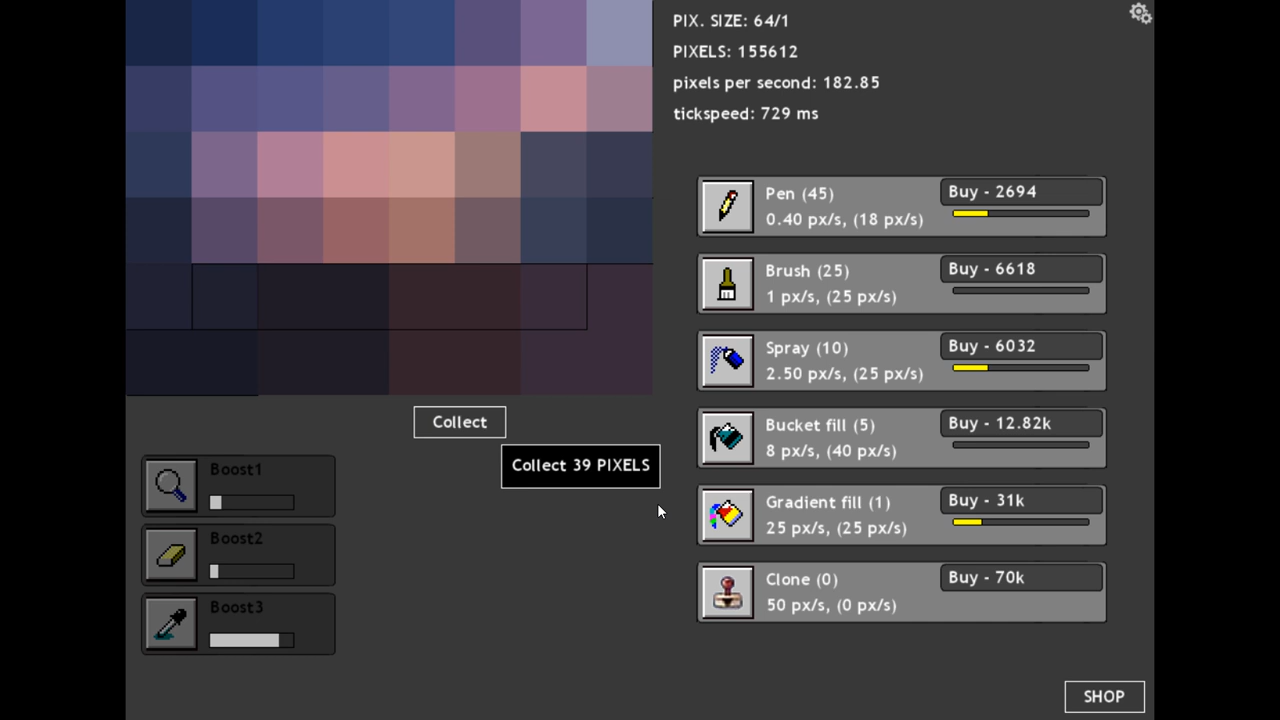 PIX. SIZE: 64/1
PIXELS: 155612
pixels per second: 182.85
tickspeed: 729 ms
Pen (45)
0.40 px/s, (18 px/s)
Buy - 2694
Brush (25)
1 px/s, (25 px/s)
Buy - 6618
Spray (10)
2.50 px/s, (25 px/s)
Buy - 6032
Bucket fill (5)
8 px/s, (40 px/s)
Buy - 12.82k
Gradient fill (1)
25 px/s, (25 px/s)
Buy - 31k
Clone (0)
50 px/s, (0 px/s)
Buy - 70k
Collect
Collect 39 PIXELS
Boost1
Boost2
Boost3
SHOP